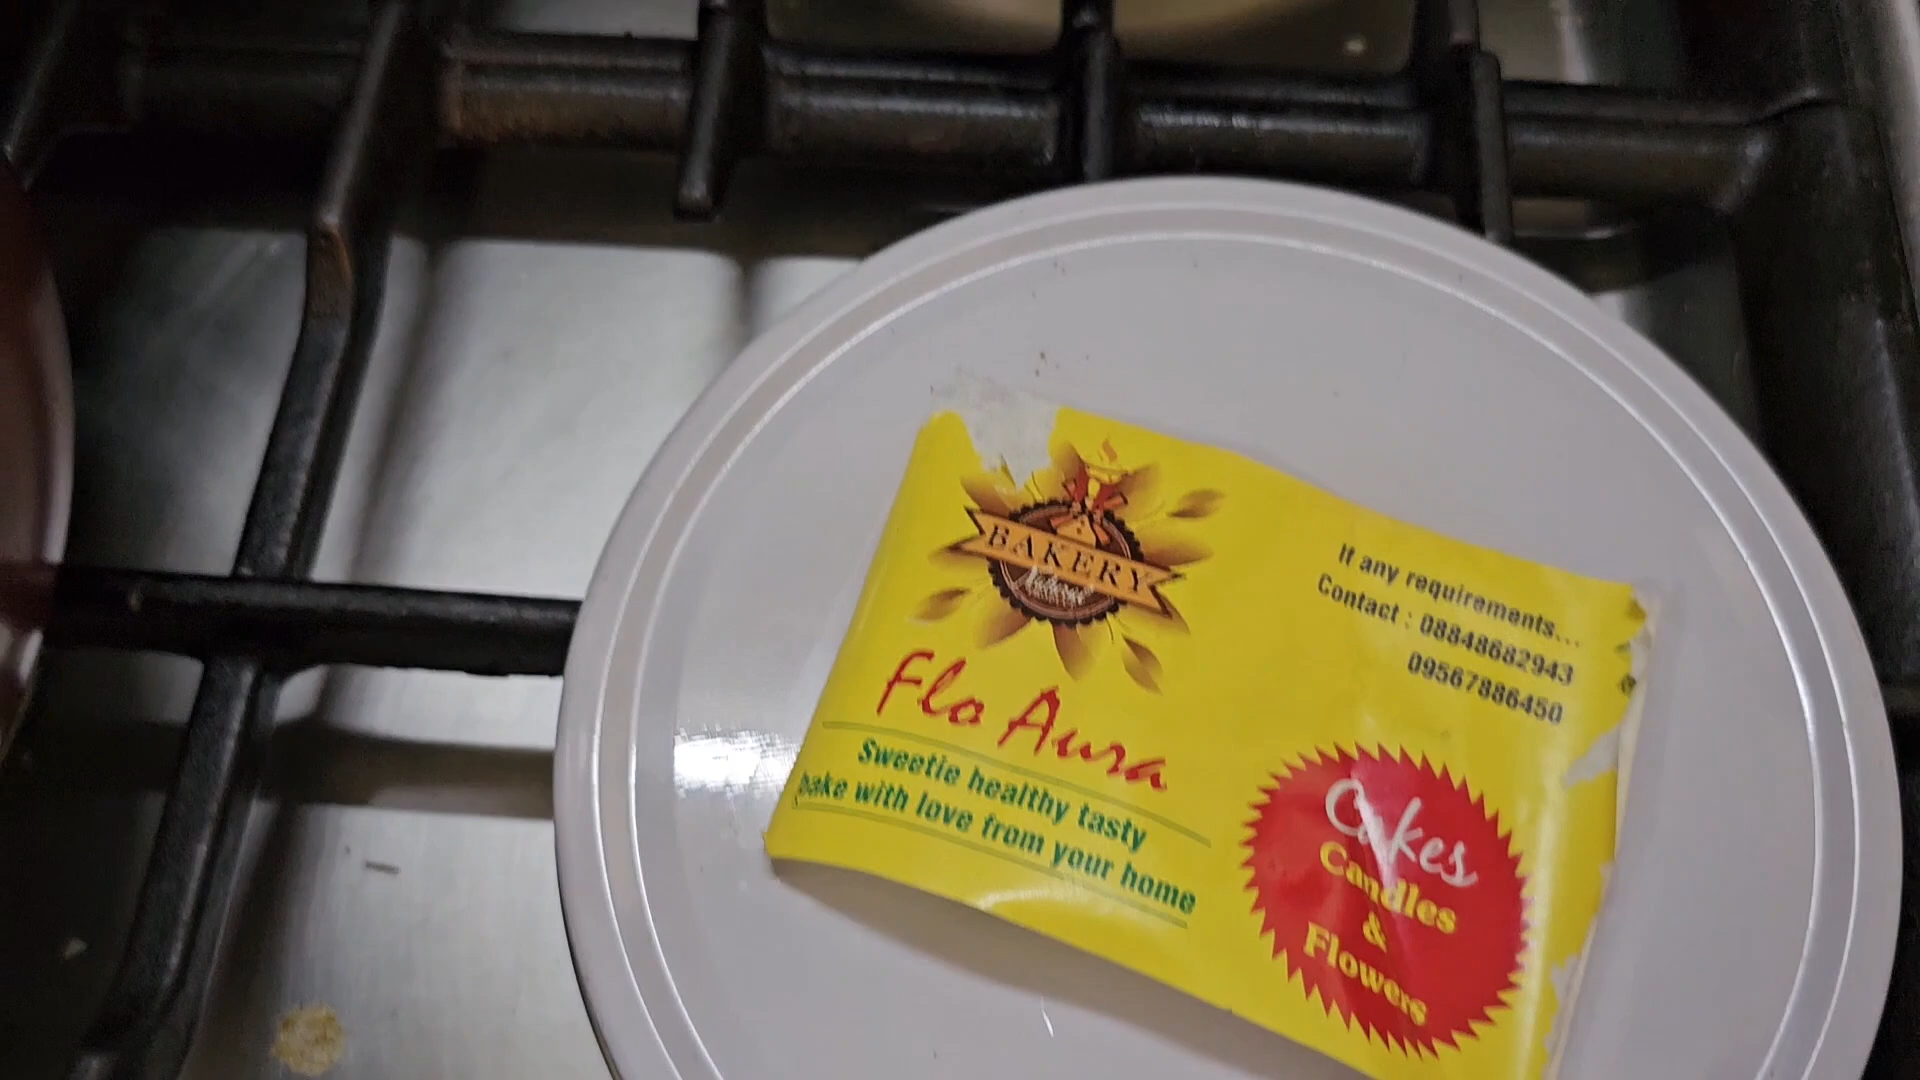 BAKERY
Flo Aura
Sweetie healthy tasty
bake with love from your home
If any requirements...
Contact : 08848682943
09567886450
Cakes
Candles
&
Flowers